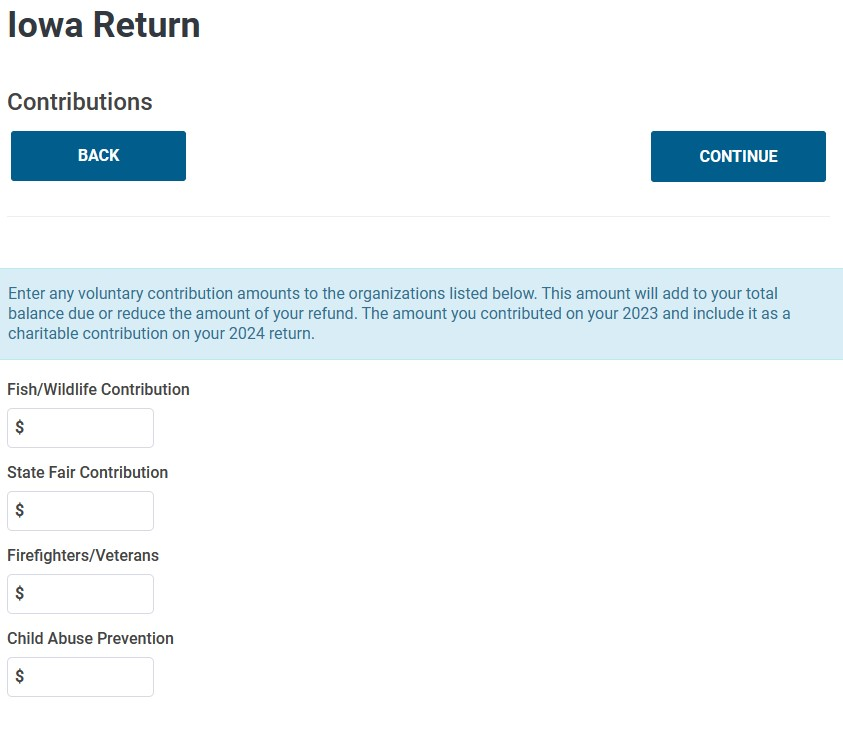 Iowa Return
Contributions
BACK
CONTINUE
Enter any voluntary contribution amounts to the organizations listed below. This amount will add to your total
balance due or reduce the amount of your refund. The amount you contributed on your 2023 and include it as a
charitable contribution on your 2024 return.
Fish/Wildlife Contribution
$
State Fair Contribution
$
Firefighters/Veterans
$
Child Abuse Prevention
$